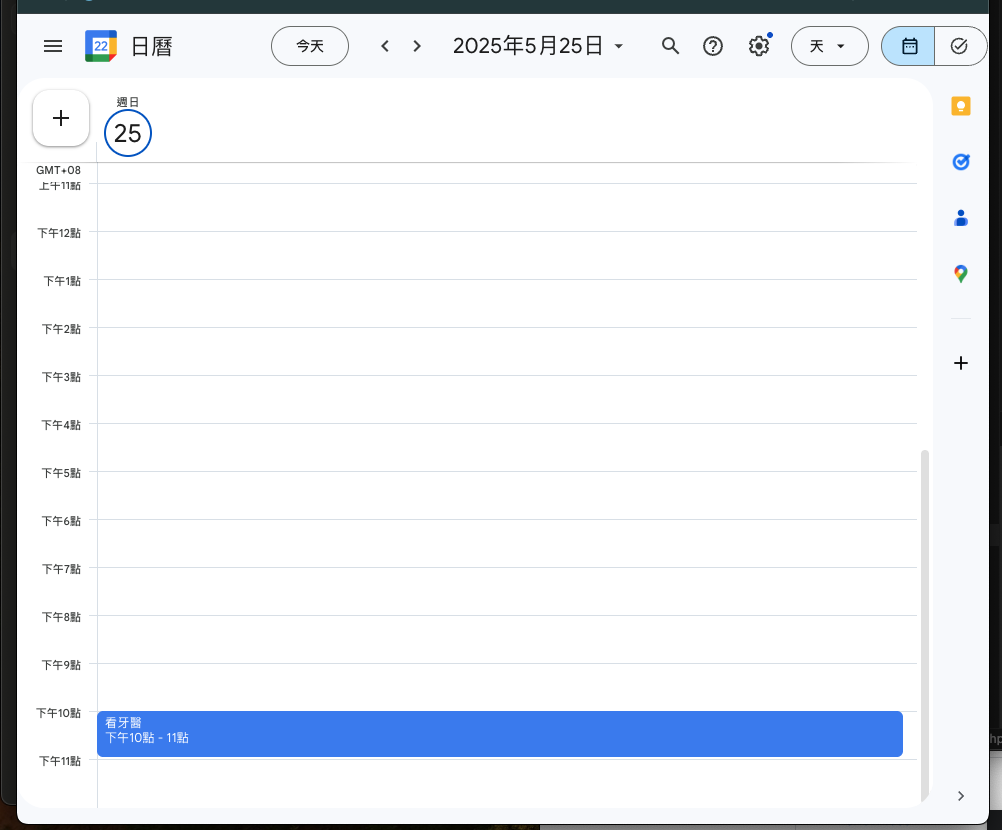 22
日曆
今天
2025年5月25日
天
週日
25
GMT+08
上午11點
下午12點
下午1點
下午2點
下午3點
下午4點
下午5點
下午6點
下午7點
下午8點
下午9點
下午10點
看牙醫
下午10點 - 11點
下午11點